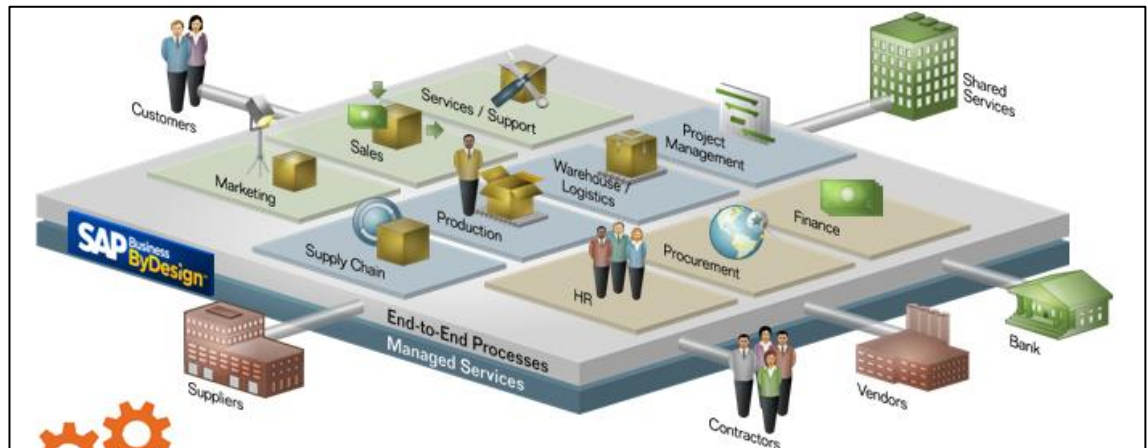 Customers
Shared
Services
Services / Support
Sales
Marketing
Project
Management
Warehouse /
Logistics
Production
Supply Chain
Finance
Procurement
HR
SAP Business
ByDesign™
End-to-End Processes
Managed Services
Suppliers
Contractors
Vendors
Bank